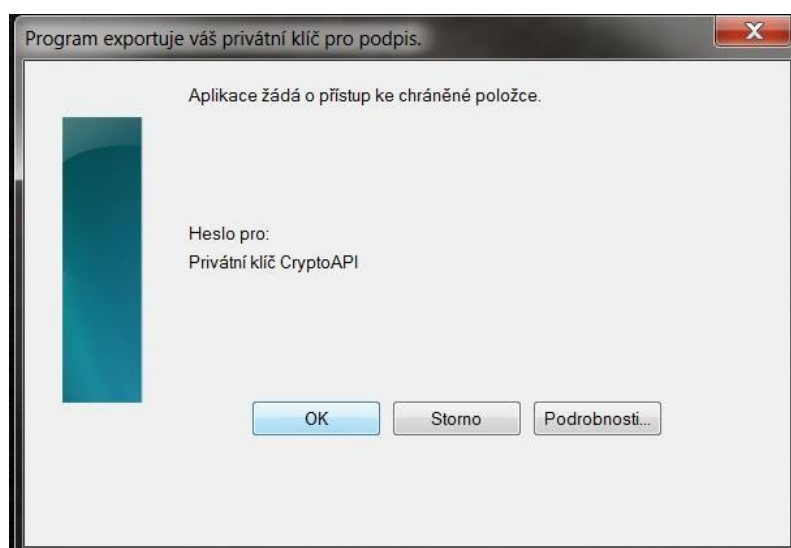 Program exportuje váš privátní klíč pro podpis.
Aplikace žádá o přístup ke chráněné položce.
Heslo pro:
Privátní klíč CryptoAPI
OK
Storno
Podrobnosti...